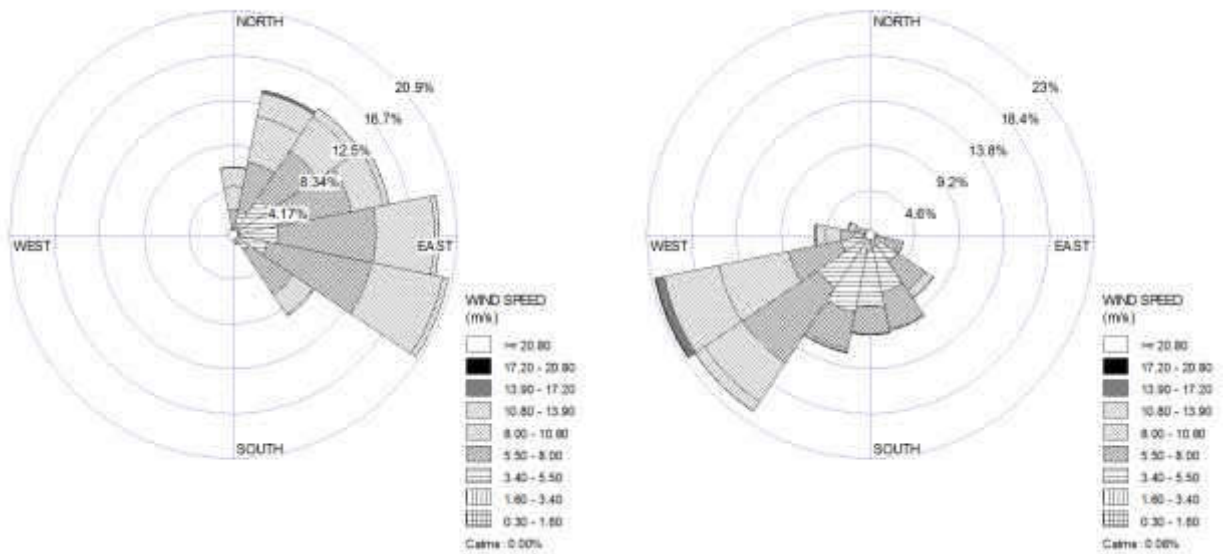 NORTH
20.9%
16.7%
12.5%
8.34%
4.17%
WEST
EAST
SOUTH
WIND SPEED
(m/s)
>= 20.80
17.20 - 20.80
13.90 - 17.20
10.80 - 13.90
8.00 - 10.80
5.50 - 8.00
3.40 - 5.50
1.60 - 3.40
0.30 - 1.60
Calms: 0.00%
NORTH
23%
18.4%
13.8%
9.2%
4.6%
WEST
EAST
SOUTH
WIND SPEED
(m/s)
>= 20.80
17.20 - 20.80
13.90 - 17.20
10.80 - 13.90
8.00 - 10.80
5.50 - 8.00
3.40 - 5.50
1.60 - 3.40
0.30 - 1.60
Calms: 0.06%